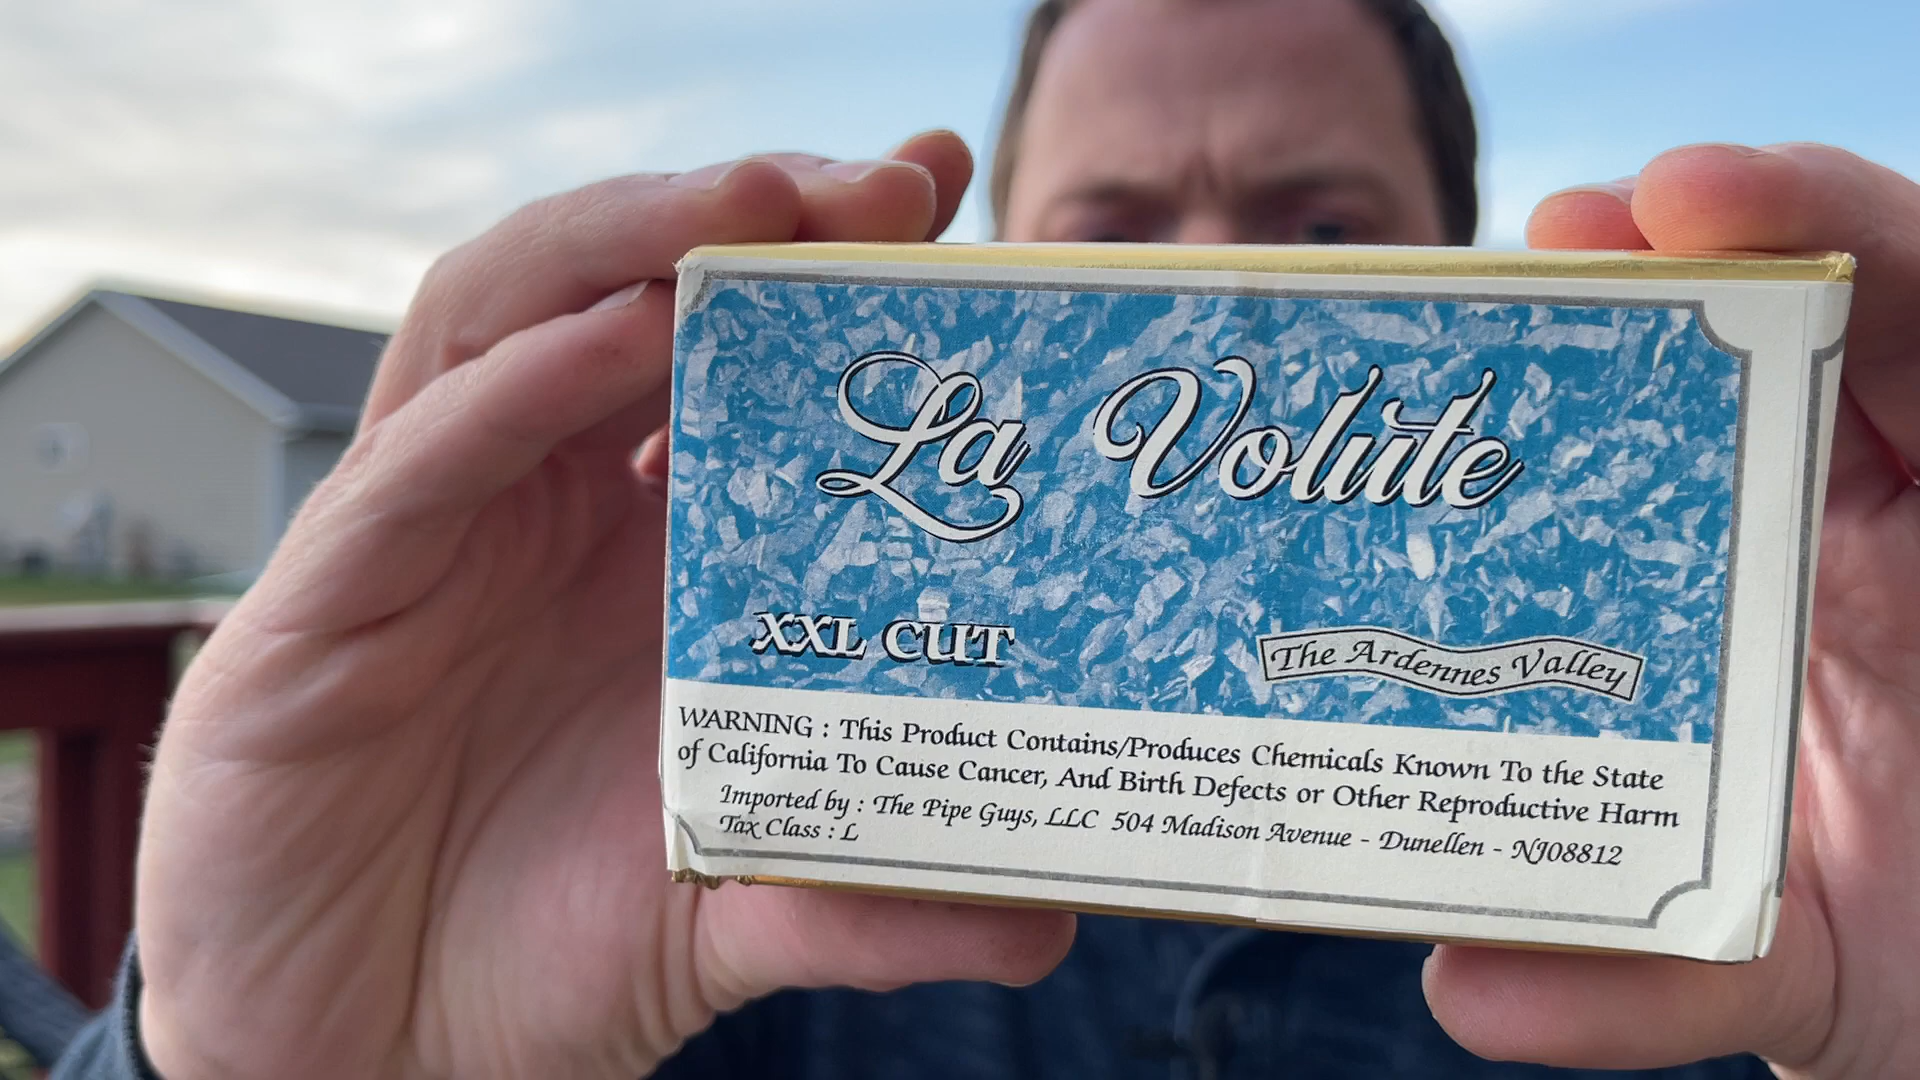 La Volute
XXL CUT
The Ardennes Valley
WARNING : This Product Contains/Produces Chemicals Known To the State
of California To Cause Cancer, And Birth Defects or Other Reproductive Harm
Imported by : The Pipe Guys, LLC 504 Madison Avenue - Dunellen - NJ08812
Tax Class : L